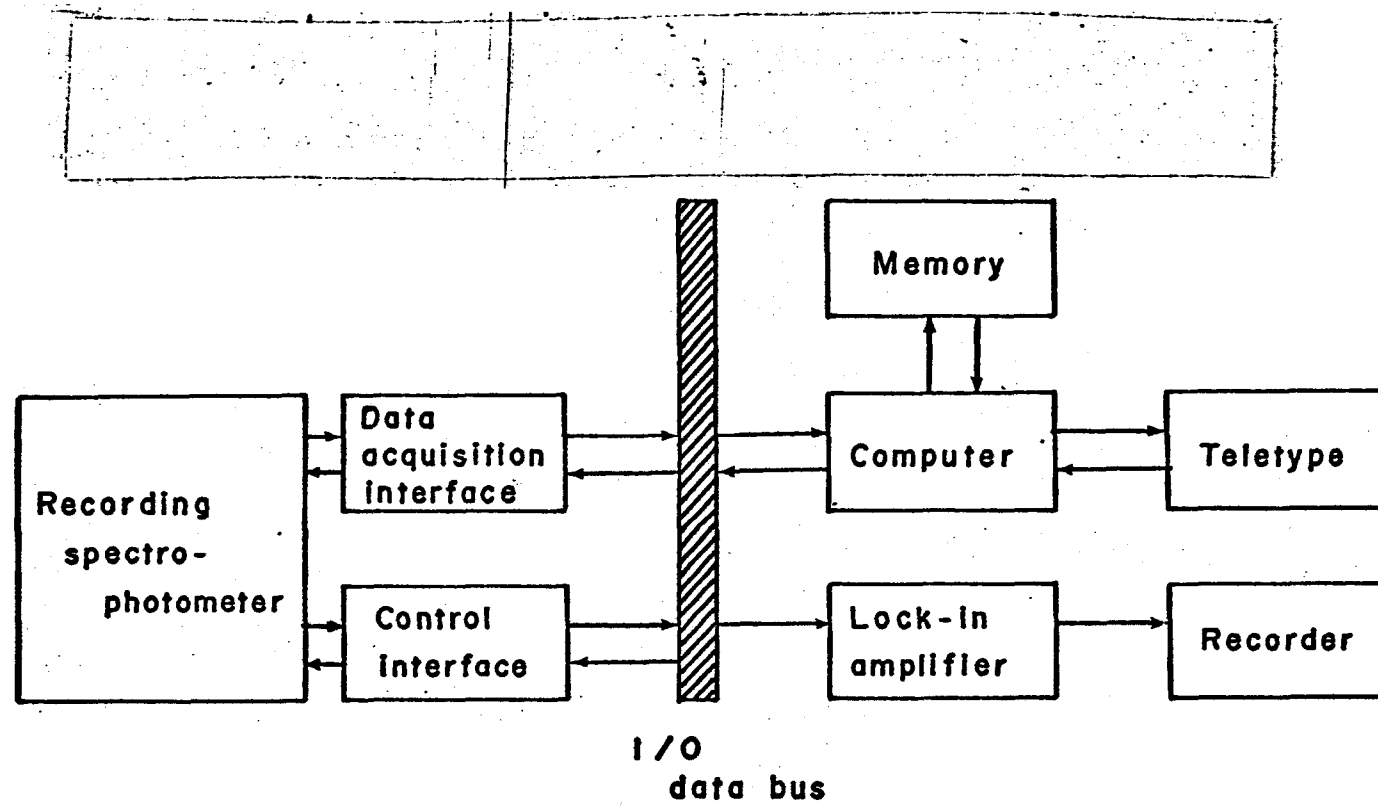 Memory
Data
acquisition
interface
Computer
Teletype
Recording
spectro-
photometer
Control
interface
Lock-in
amplifier
Recorder
I/O
data bus